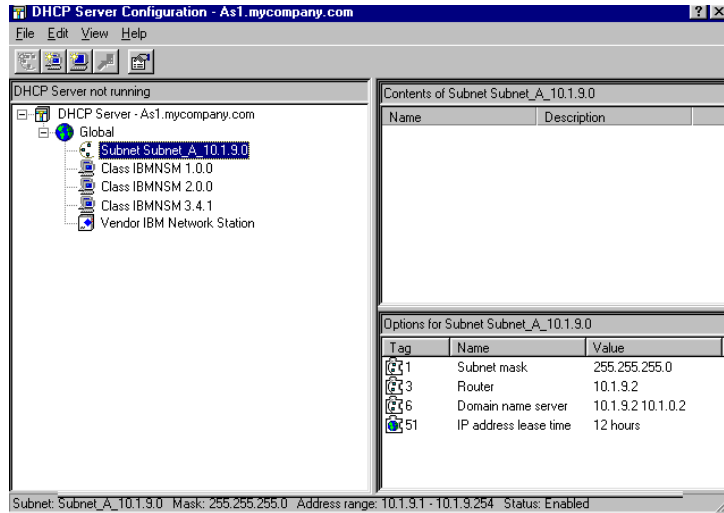 DHCP Server Configuration - As1.mycompany.com
File Edit View Help
DHCP Server not running
DHCP Server - As1.mycompany.com
Global
Subnet Subnet_A_10.1.9.0
Class IBMNSM 1.0.0
Class IBMNSM 2.0.0
Class IBMNSM 3.4.1
Vendor IBM Network Station
Contents of Subnet Subnet_A_10.1.9.0
Name Description
Options for Subnet Subnet_A_10.1.9.0
Tag Name Value
1 Subnet mask 255.255.255.0
3 Router 10.1.9.2
6 Domain name server 10.1.9.2 10.1.0.2
51 IP address lease time 12 hours
Subnet: Subnet_A_10.1.9.0 Mask: 255.255.255.0 Address range: 10.1.9.1 - 10.1.9.254 Status: Enabled